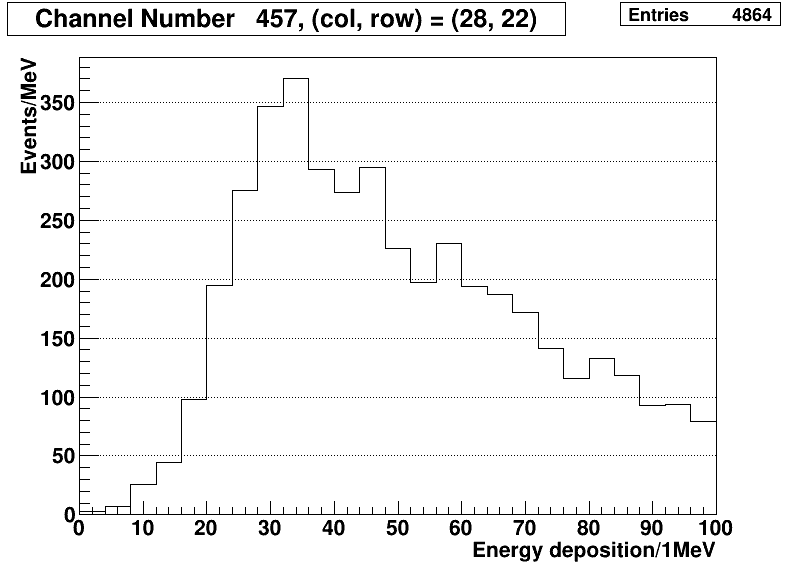 Channel Number 457, (col, row) = (28, 22)
Entries 4864
Events/MeV
350
300
250
200
150
100
50
0
0 10 20 30 40 50 60 70 80 90 100
Energy deposition/1MeV